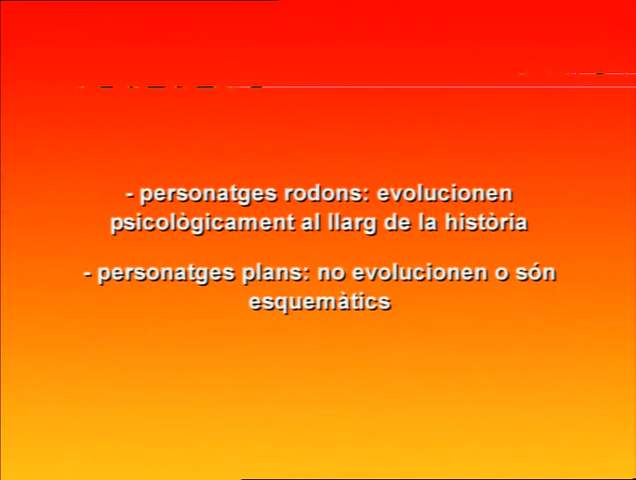 - personatges rodons: evolucionen
psicològicament al llarg de la història
- personatges plans: no evolucionen o són
esquemàtics